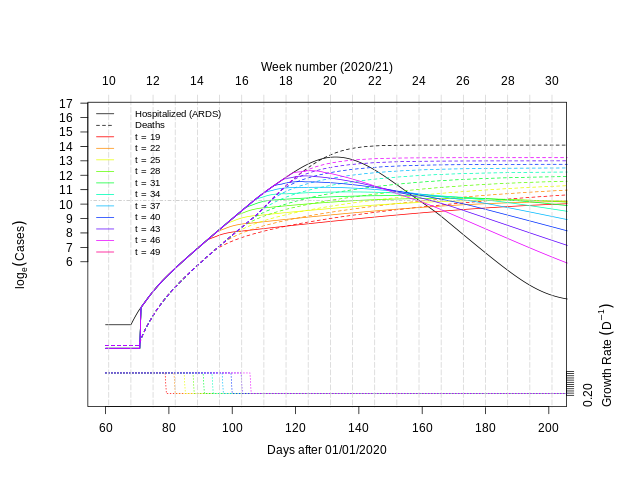 Week number (2020/21)
10 12 14 16 18 20 22 24 26 28 30
17
16
15
14
13
12
11
10
9
8
7
6
logₑ(Cases)
Hospitalized (ARDS)
Deaths
t = 19
t = 22
t = 25
t = 28
t = 31
t = 34
t = 37
t = 40
t = 43
t = 46
t = 49
0.20
Growth Rate (D⁻¹)
60 80 100 120 140 160 180 200
Days after 01/01/2020